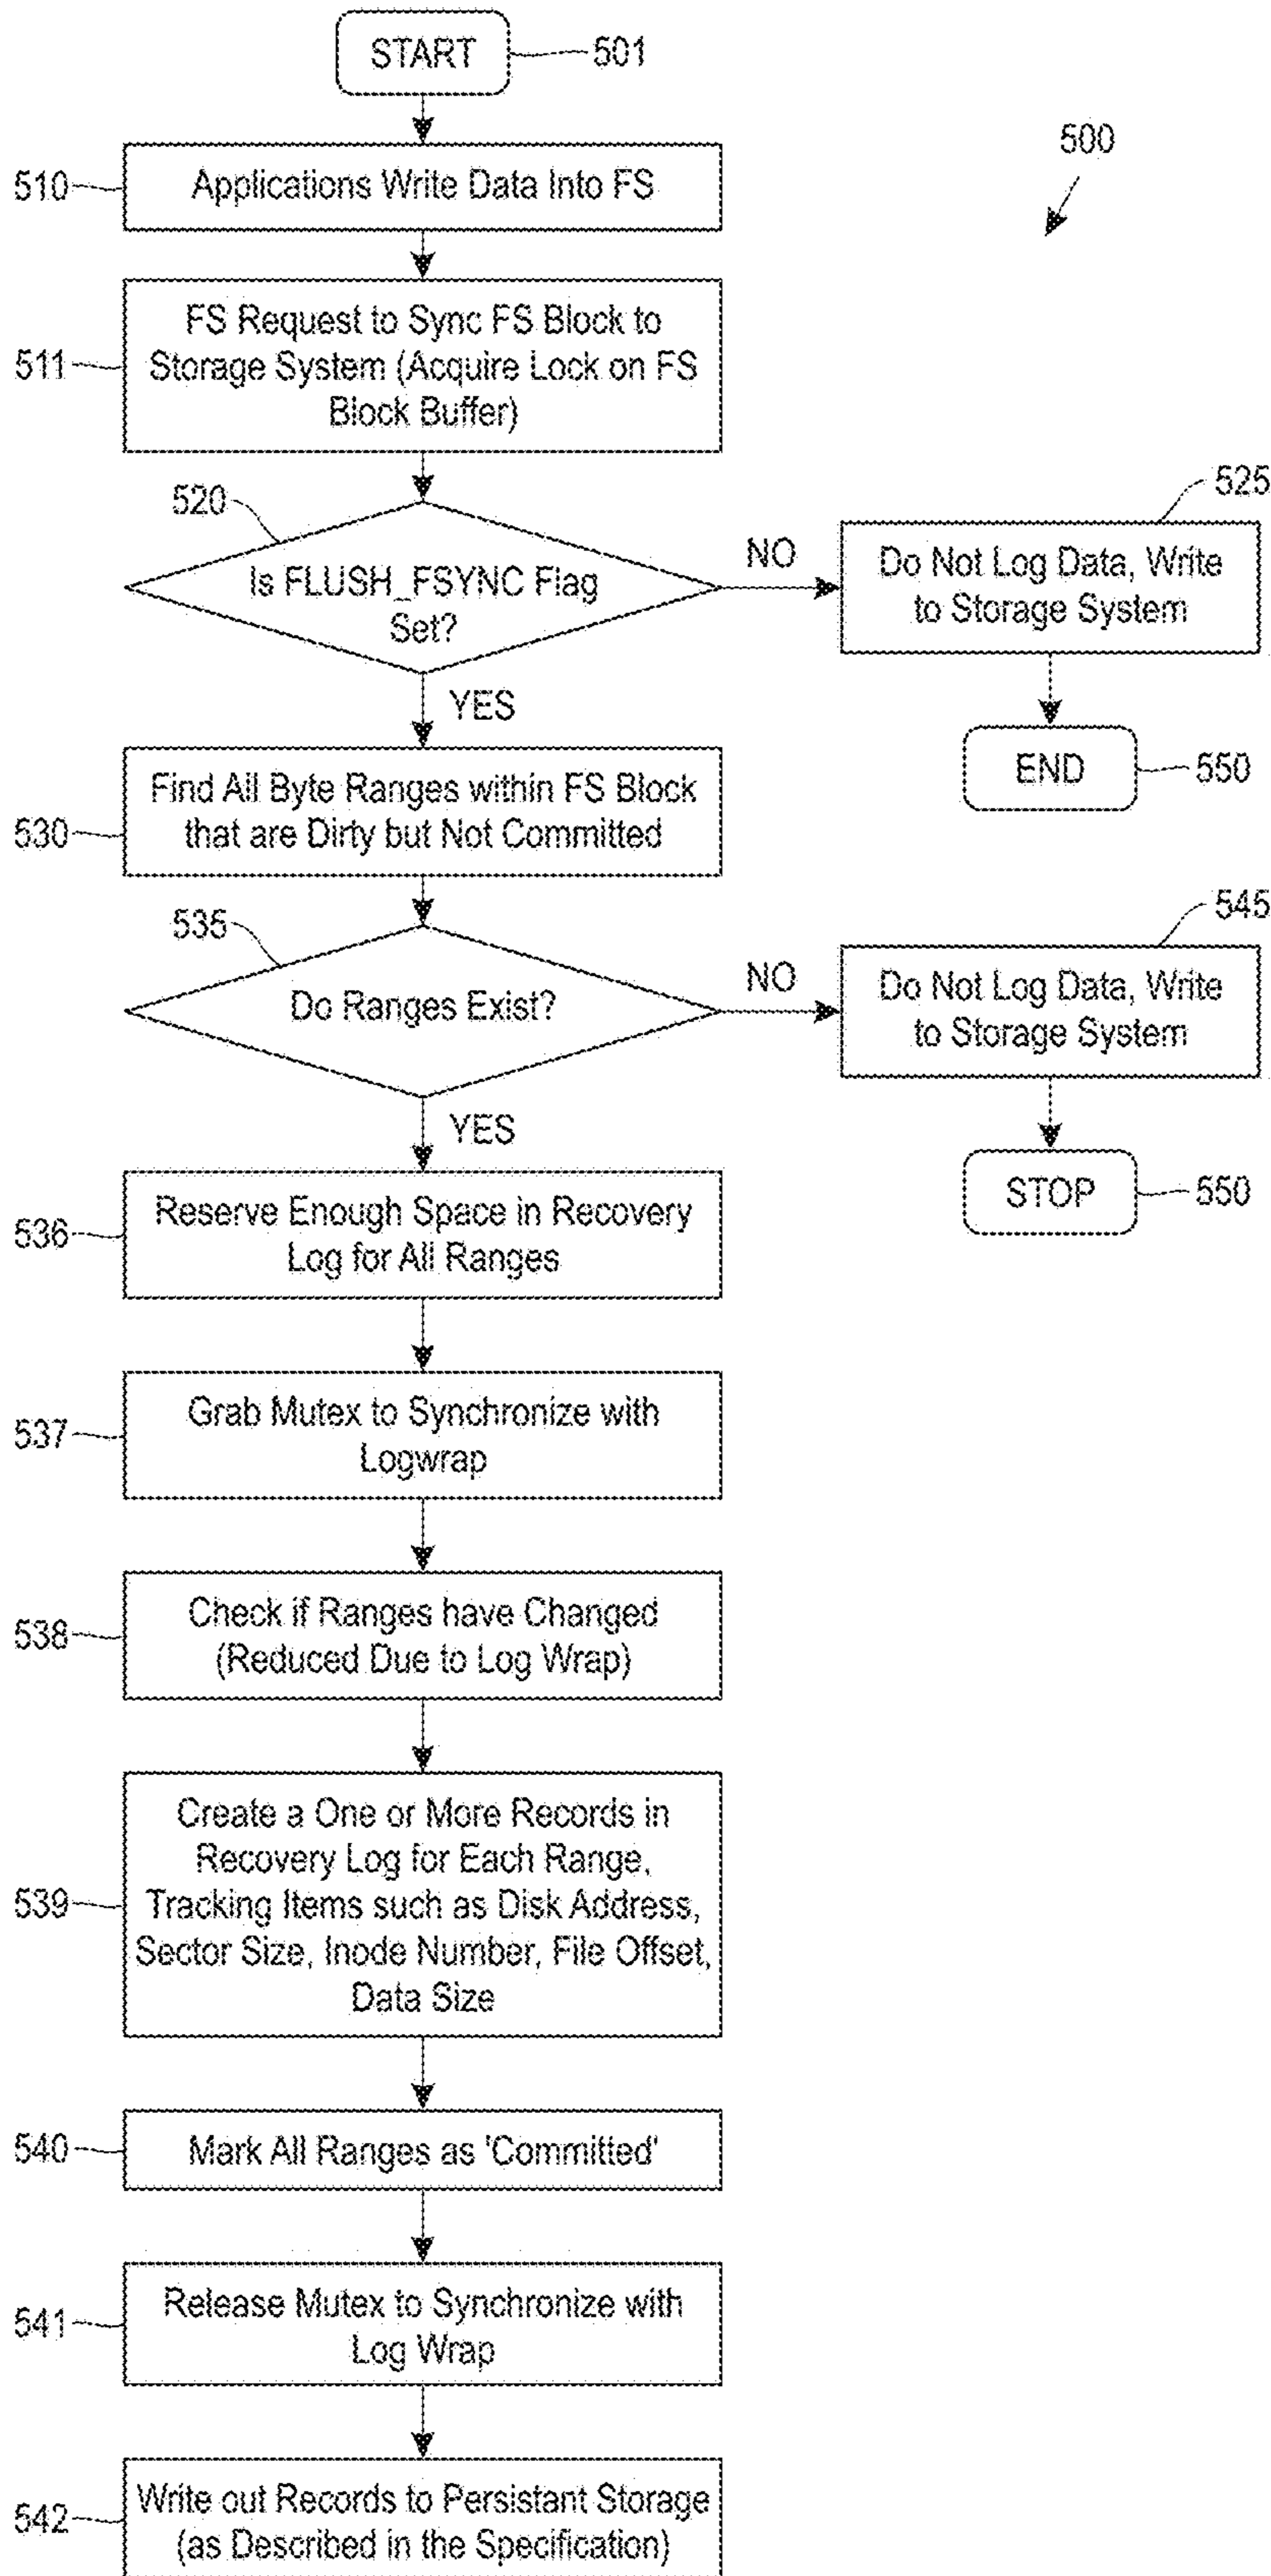 START
501
500
510
Applications Write Data Into FS
511
FS Request to Sync FS Block to
Storage System (Acquire Lock on FS
Block Buffer)
520
Is FLUSH_FSYNC Flag
Set?
NO
525
Do Not Log Data, Write
to Storage System
YES
END
550
530
Find All Byte Ranges within FS Block
that are Dirty but Not Committed
535
Do Ranges Exist?
NO
545
Do Not Log Data, Write
to Storage System
YES
STOP
550
536
Reserve Enough Space in Recovery
Log for All Ranges
537
Grab Mutex to Synchronize with
Logwrap
538
Check if Ranges have Changed
(Reduced Due to Log Wrap)
539
Create a One or More Records in
Recovery Log for Each Range,
Tracking Items such as Disk Address,
Sector Size, Inode Number, File Offset,
Data Size
540
Mark All Ranges as 'Committed'
541
Release Mutex to Synchronize with
Log Wrap
542
Write out Records to Persistant Storage
(as Described in the Specification)